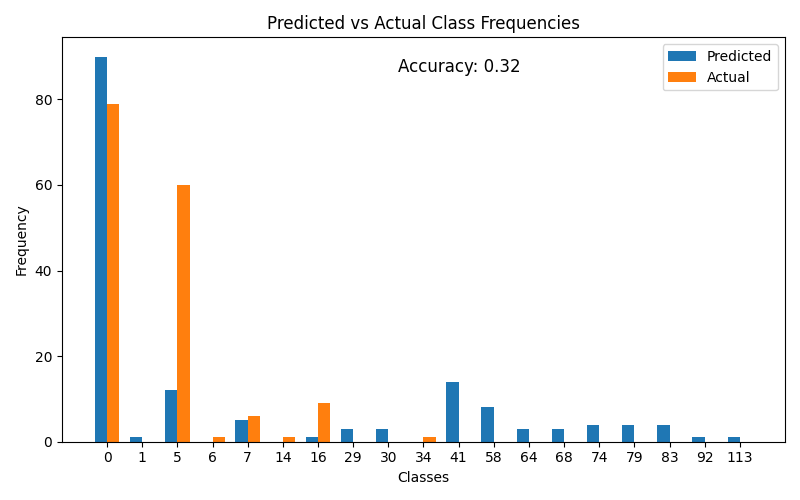 Predicted vs Actual Class Frequencies
Accuracy: 0.32
Predicted
Actual
Frequency
80
60
40
20
0
0 1 5 6 7 14 16 29 30 34 41 58 64 68 74 79 83 92 113
Classes